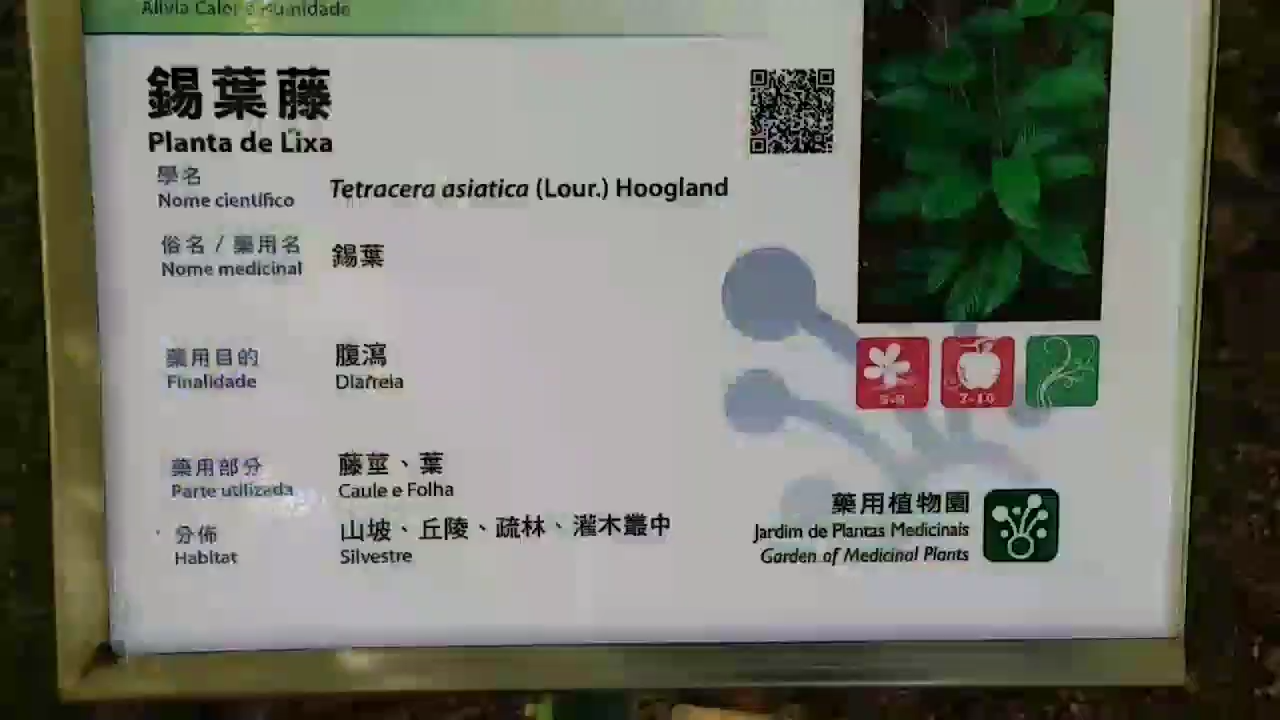 Alivia Calor e Humidade
錫葉藤
Planta de Lixa
學名
Nome científico
Tetracera asiatica (Lour.) Hoogland
俗名 / 藥用名
Nome medicinal
錫葉
藥用目的
Finalidade
腹瀉
Diarreia
藥用部分
Parte utilizada
藤莖、葉
Caule e Folha
分佈
Habitat
山坡、丘陵、疏林、灌木叢中
Silvestre
5-8
7-10
藥用植物園
Jardim de Plantas Medicinais
Garden of Medicinal Plants